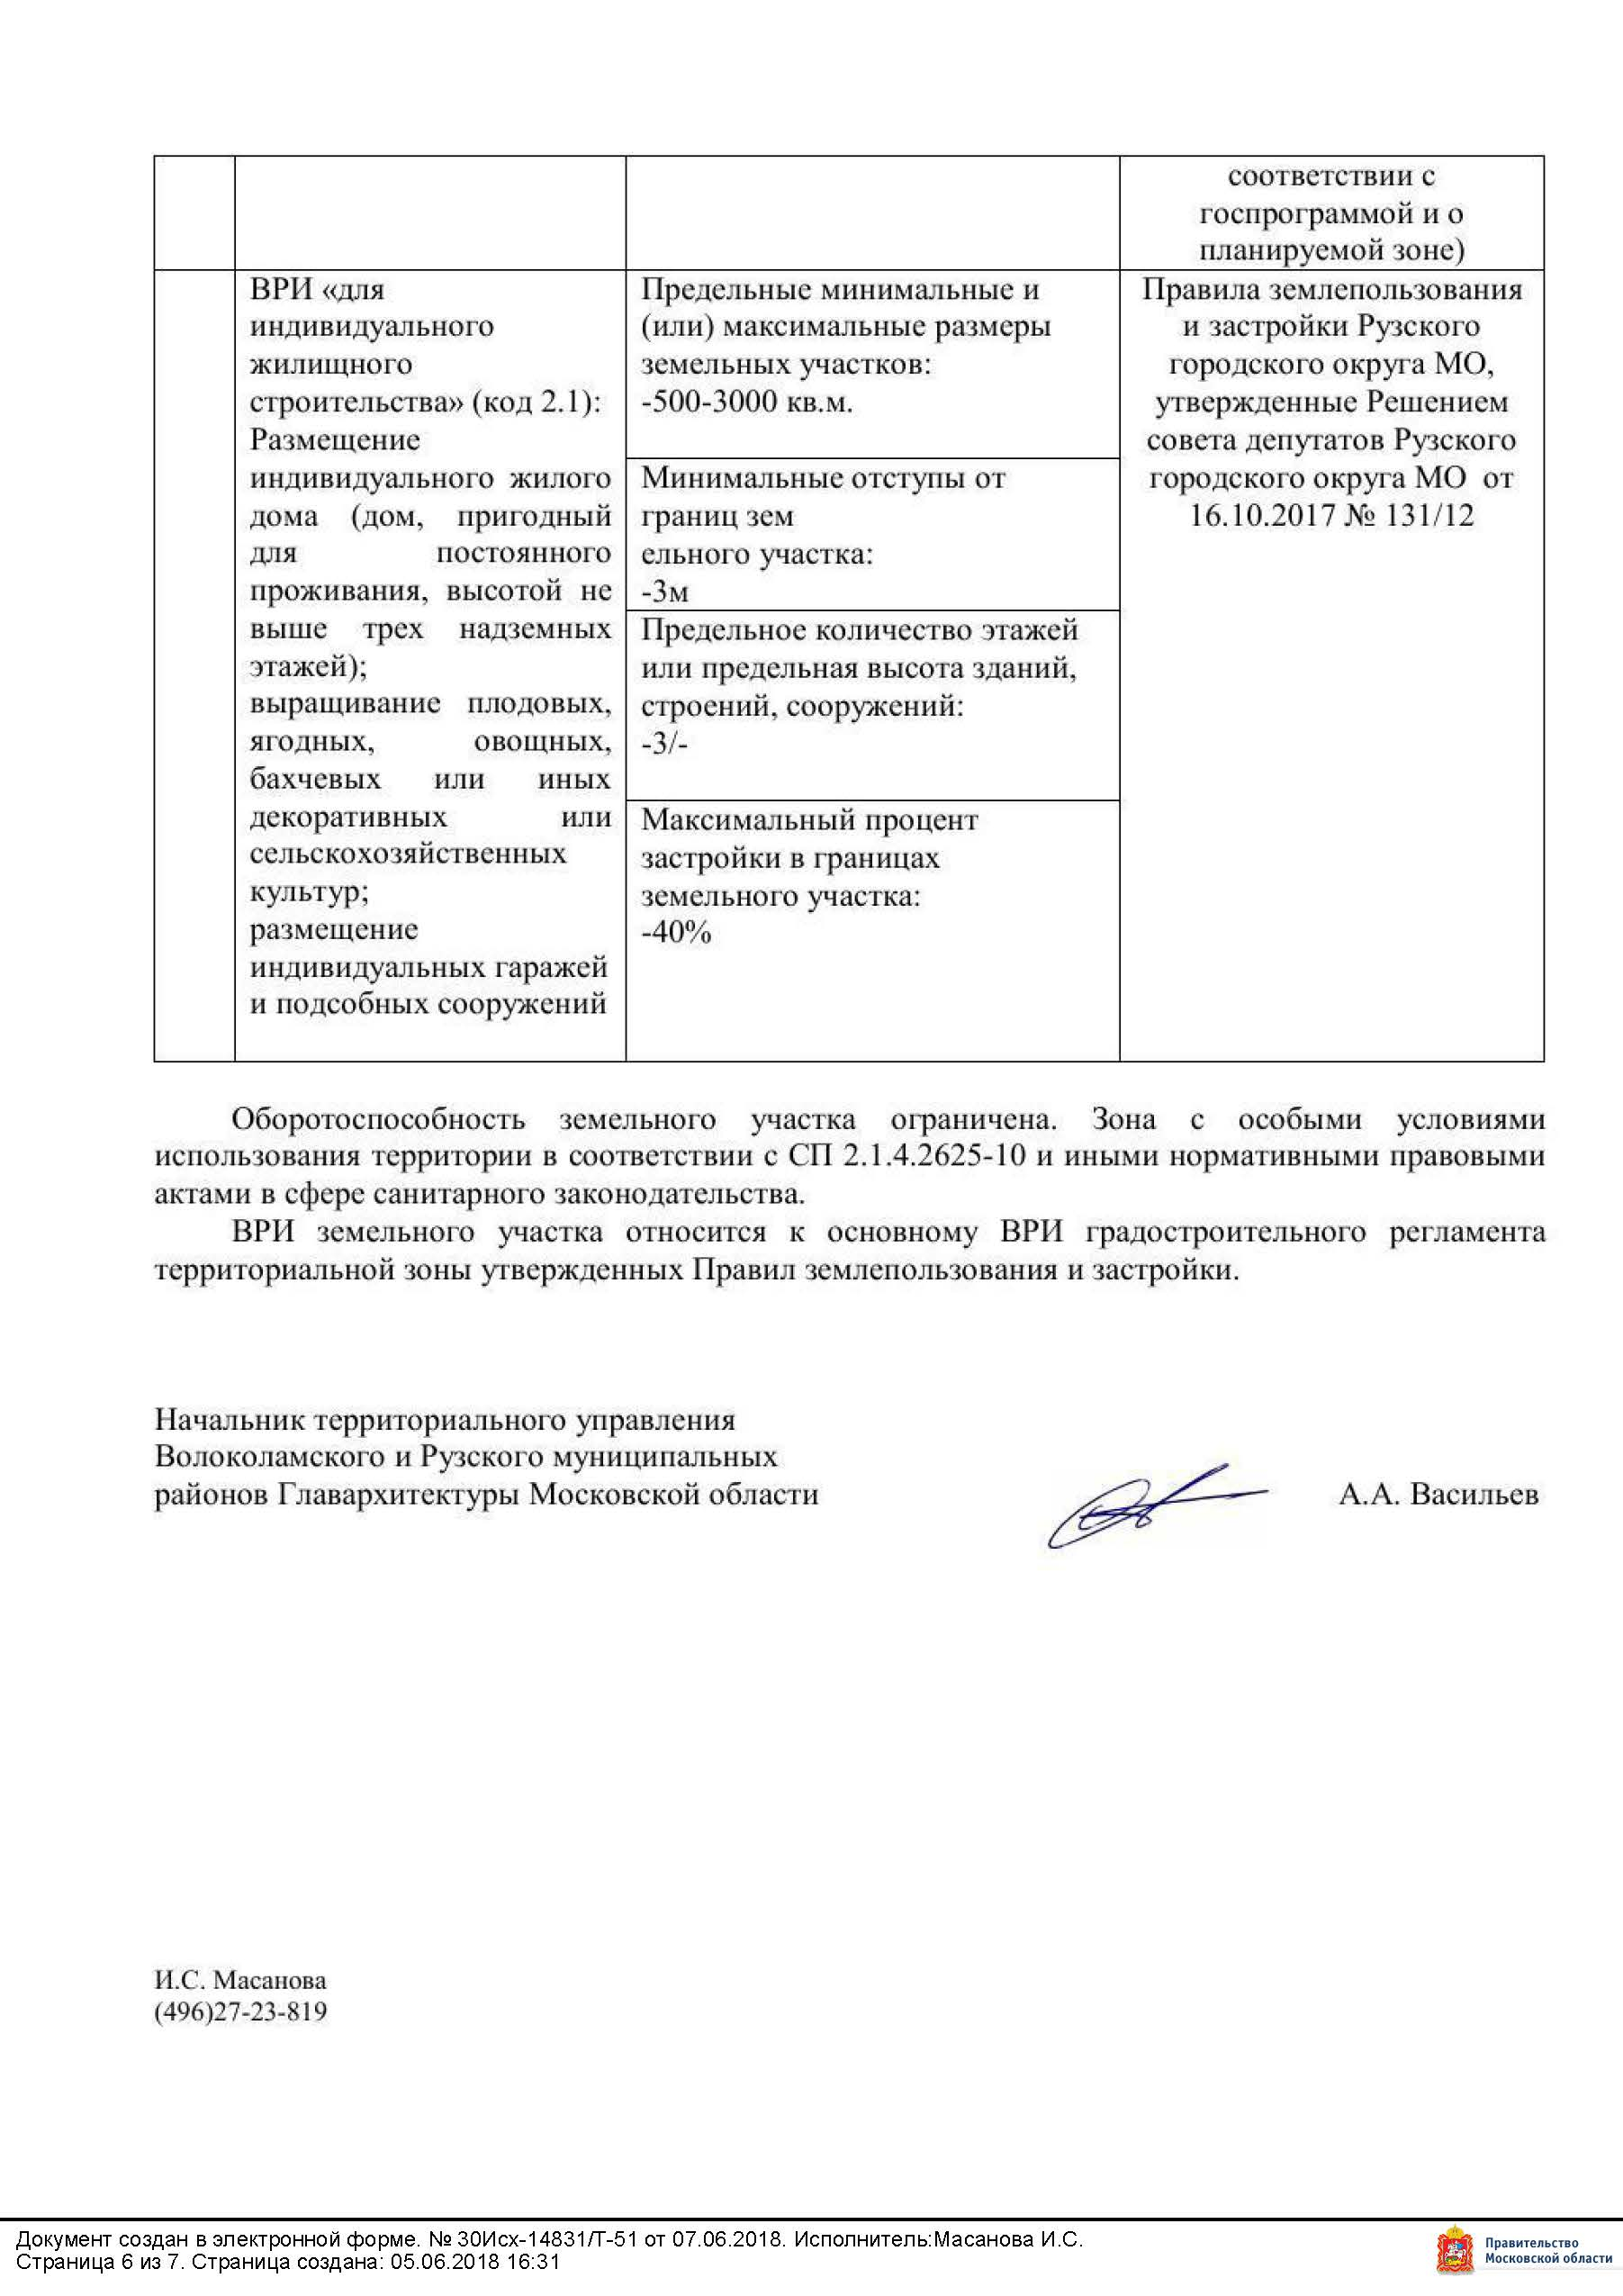 соответствии с
госпрограммой и о
планируемой зоне)
ВРИ «для
индивидуального
жилищного
строительства» (код 2.1):
Размещение
индивидуального жилого
дома (дом, пригодный
для постоянного
проживания, высотой не
выше трех надземных
этажей);
выращивание плодовых,
ягодных, овощных,
бахчевых или иных
декоративных или
сельскохозяйственных
культур;
размещение
индивидуальных гаражей
и подсобных сооружений
Предельные минимальные и
(или) максимальные размеры
земельных участков:
-500-3000 кв.м.
Минимальные отступы от
границ зем
ельного участка:
-3м
Предельное количество этажей
или предельная высота зданий,
строений, сооружений:
-3/-
Максимальный процент
застройки в границах
земельного участка:
-40%
Правила землепользования
и застройки Рузского
городского округа МО,
утвержденные Решением
совета депутатов Рузского
городского округа МО от
16.10.2017 № 131/12
Оборотоспособность земельного участка ограничена. Зона с особыми условиями
использования территории в соответствии с СП 2.1.4.2625-10 и иными нормативными правовыми
актами в сфере санитарного законодательства.
ВРИ земельного участка относится к основному ВРИ градостроительного регламента
территориальной зоны утвержденных Правил землепользования и застройки.
Начальник территориального управления
Волоколамского и Рузского муниципальных
районов Главархитектуры Московской области
А.А. Васильев
И.С. Масанова
(496)27-23-819
Документ создан в электронной форме. № 30Исх-14831/Т-51 от 07.06.2018. Исполнитель:Масанова И.С.
Страница 6 из 7. Страница создана: 05.06.2018 16:31
Правительство
Московской области